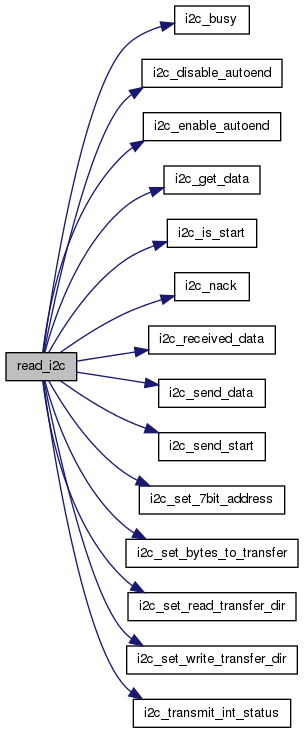 i2c_busy
i2c_disable_autoend
i2c_enable_autoend
i2c_get_data
i2c_is_start
i2c_nack
i2c_received_data
read_i2c
i2c_send_data
i2c_send_start
i2c_set_7bit_address
i2c_set_bytes_to_transfer
i2c_set_read_transfer_dir
i2c_set_write_transfer_dir
i2c_transmit_int_status